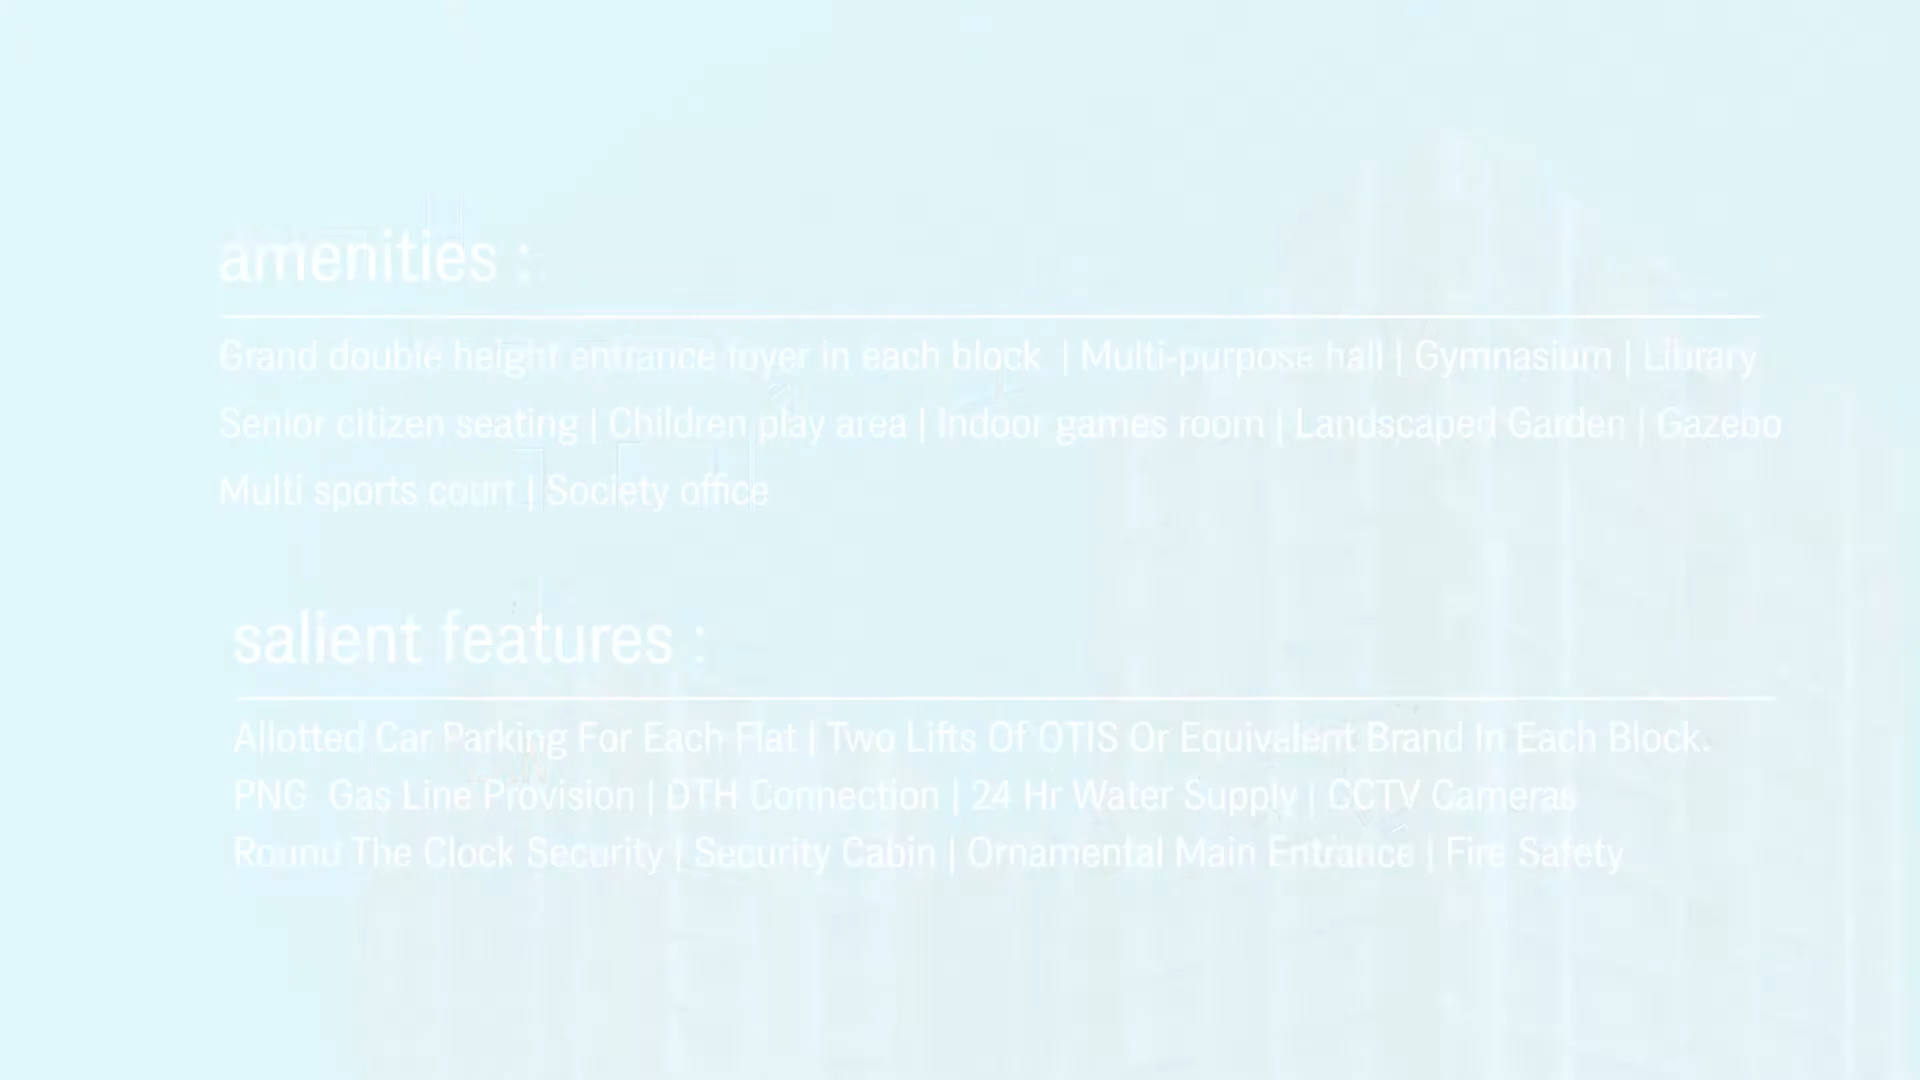 amenities :
Grand double height entrance foyer in each block | Multi-purpose hall | Gymnasium | Library
Senior citizen seating | Children play area | Indoor games room | Landscaped Garden | Gazebo
Multi sports court | Society office
salient features :
Allotted Car Parking For Each Flat | Two Lifts Of OTIS Or Equivalent Brand In Each Block.
PNG Gas Line Provision | DTH Connection | 24 Hr Water Supply | CCTV Cameras
Round The Clock Security | Security Cabin | Ornamental Main Entrance | Fire Safety